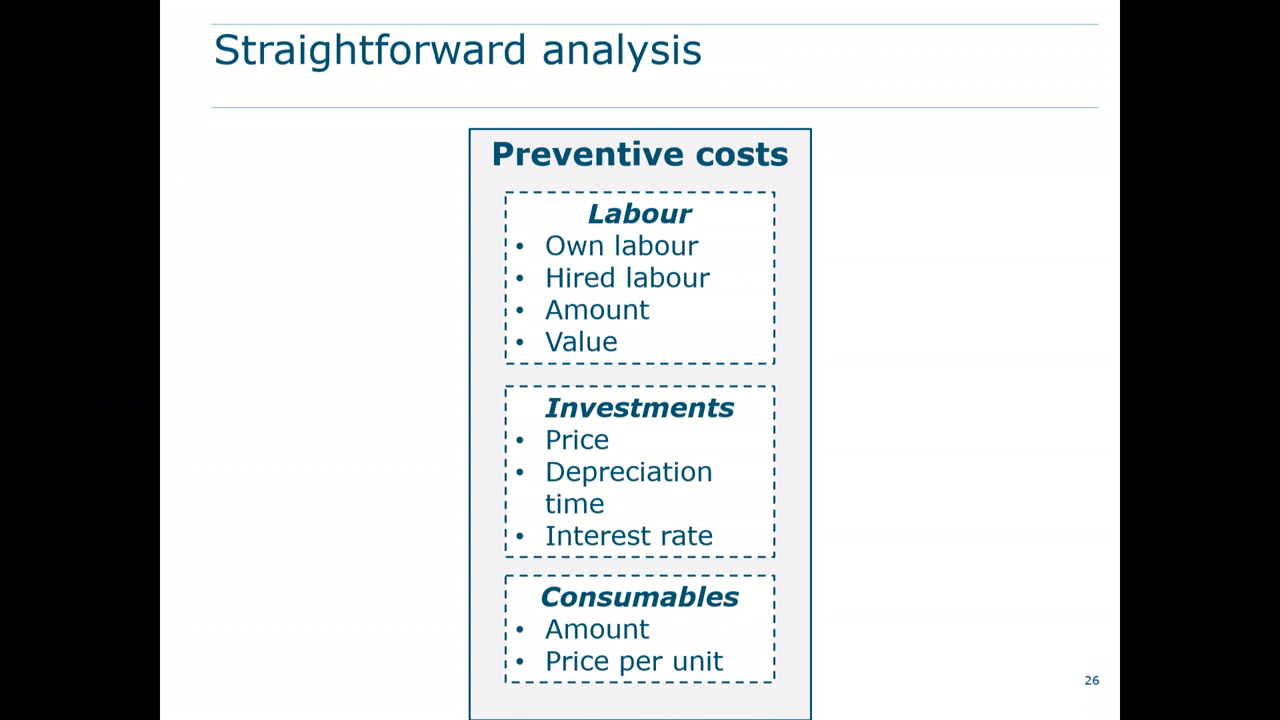 Straightforward analysis
Preventive costs
Labour
• Own labour
• Hired labour
• Amount
• Value
Investments
• Price
• Depreciation
time
• Interest rate
Consumables
• Amount
• Price per unit
26